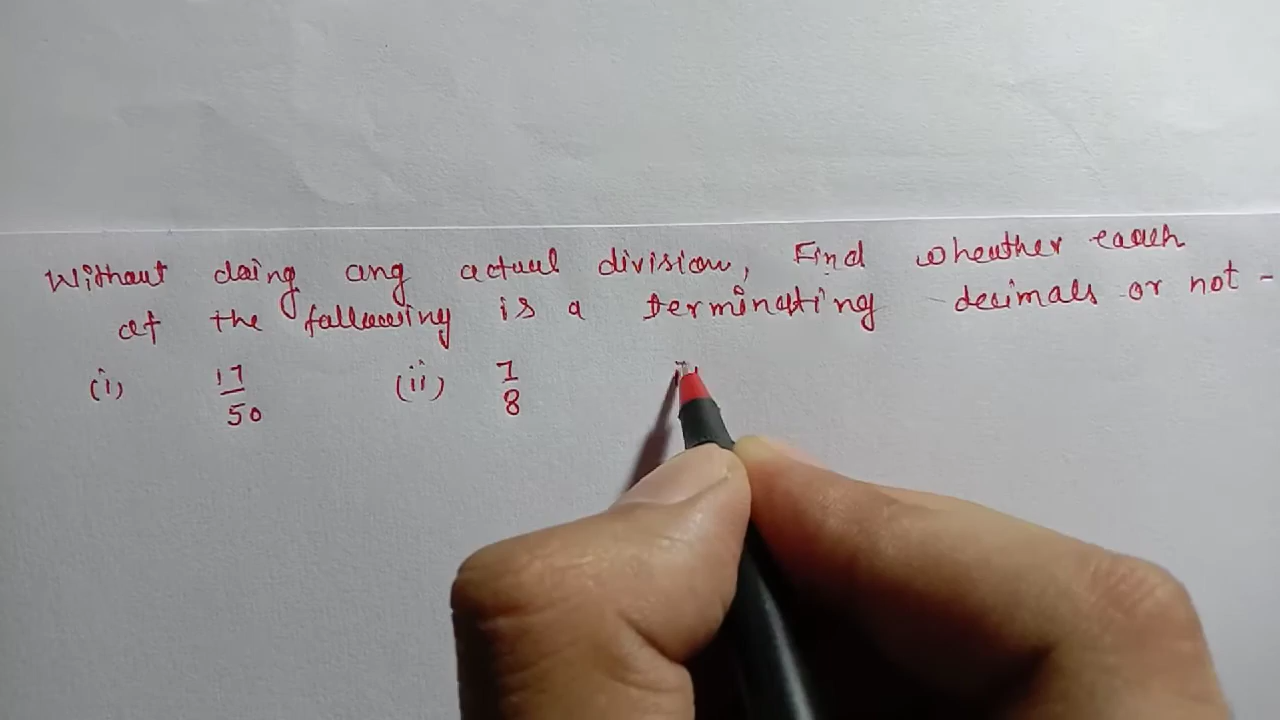 Without doing any actual division, Find wheather each
of the following is a terminating decimals or not -
(i) 17/50 (ii) 7/8